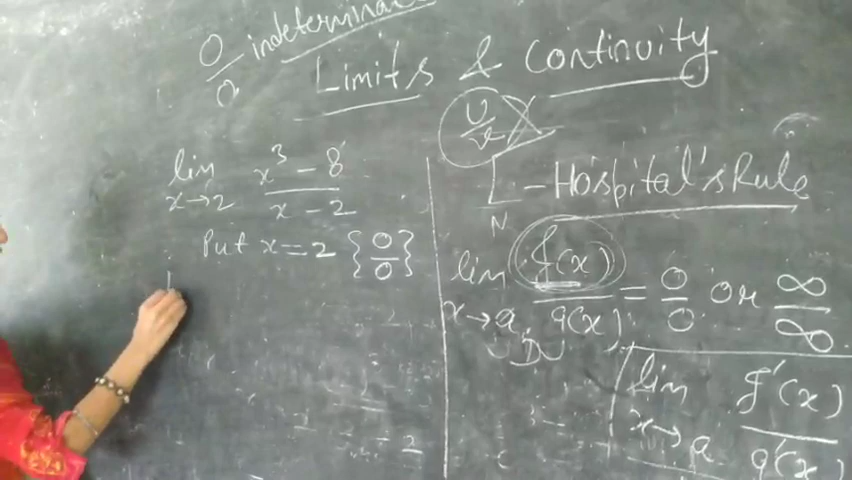 0/0 indeterminat
Limits & Continuity
U/v
lim x→2 x³ - 8 / x - 2
Put x = 2 {0/0}
L - Hospital's Rule
N
lim x→a f(x) / g(x) = 0/0 or ∞/∞
D
lim x→a f'(x) / g'(x)